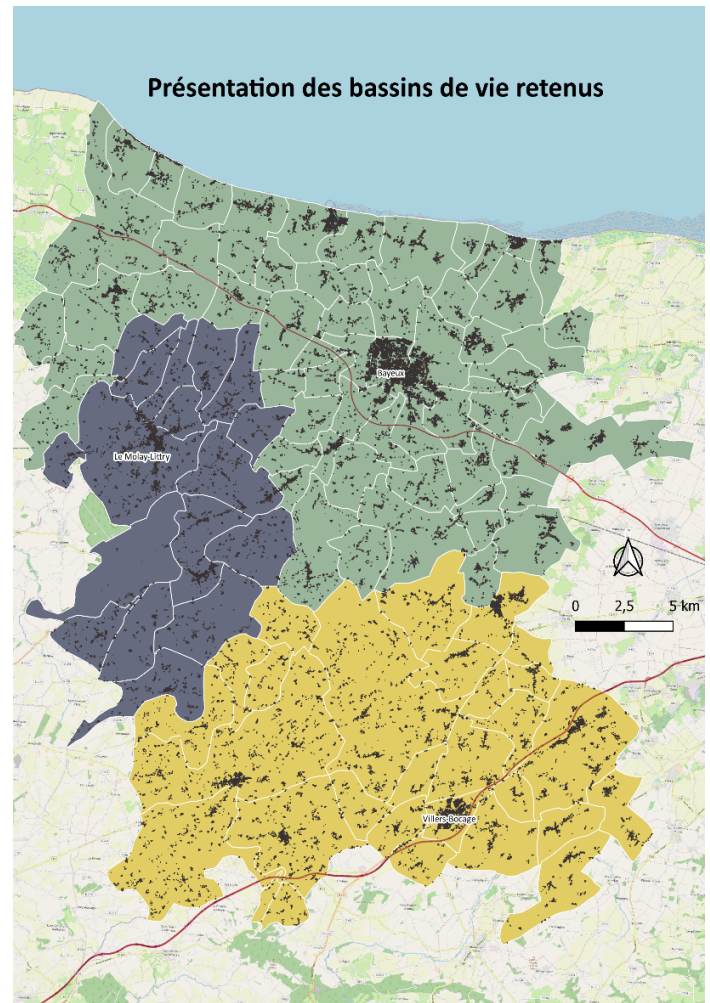 Présentation des bassins de vie retenus
Bayeux
Le Molay-Littry
0 2,5 5 km
Villers-Bocage